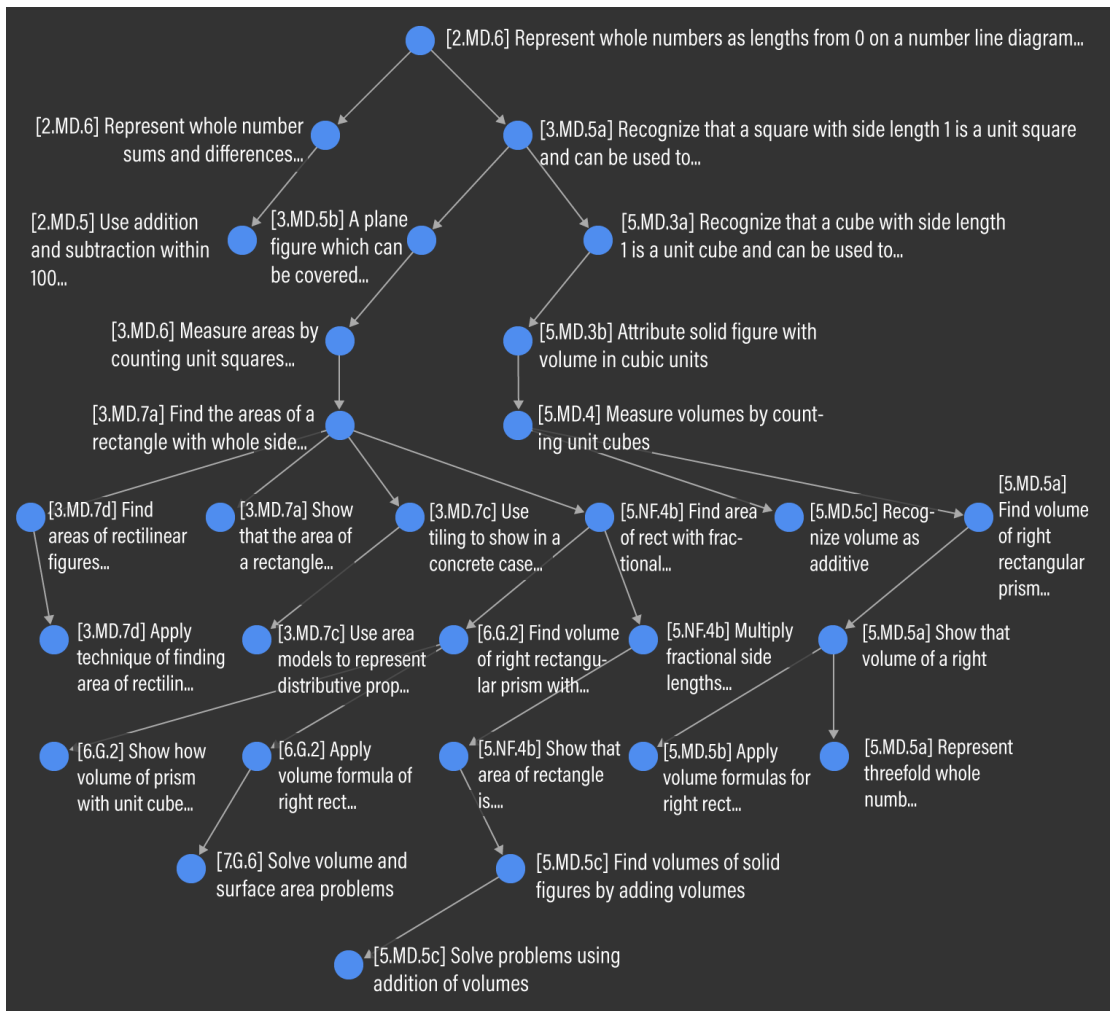 [2.MD.6] Represent whole numbers as lengths from 0 on a number line diagram...
[2.MD.6] Represent whole number
sums and differences...
[3.MD.5a] Recognize that a square with side length 1 is a unit square
and can be used to...
[2.MD.5] Use addition
and subtraction within
100...
[3.MD.5b] A plane
figure which can
be covered...
[5.MD.3a] Recognize that a cube with side length
1 is a unit cube and can be used to...
[3.MD.6] Measure areas by
counting unit squares...
[5.MD.3b] Attribute solid figure with
volume in cubic units
[3.MD.7a] Find the areas of a
rectangle with whole side...
[5.MD.4] Measure volumes by count-
ing unit cubes
[3.MD.7d] Find
areas of rectilinear
figures...
[3.MD.7a] Show
that the area of
a rectangle...
[3.MD.7c] Use
tiling to show in a
concrete case...
[5.NF.4b] Find area
of rect with frac-
tional...
[5.MD.5c] Recog-
nize volume as
additive
[5.MD.5a]
Find volume
of right
rectangular
prism...
[3.MD.7d] Apply
technique of finding
area of rectilin...
[3.MD.7c] Use area
models to represent
distributive prop...
[6.G.2] Find volume
of right rectangu-
lar prism with...
[5.NF.4b] Multiply
fractional side
lengths...
[5.MD.5a] Show that
volume of a right
[6.G.2] Show how
volume of prism
with unit cube...
[6.G.2] Apply
volume formula of
right rect...
[5.NF.4b] Show that
area of rectangle
is....
[5.MD.5b] Apply
volume formulas for
right rect...
[5.MD.5a] Represent
threefold whole
numb...
[7.G.6] Solve volume and
surface area problems
[5.MD.5c] Find volumes of solid
figures by adding volumes
[5.MD.5c] Solve problems using
addition of volumes